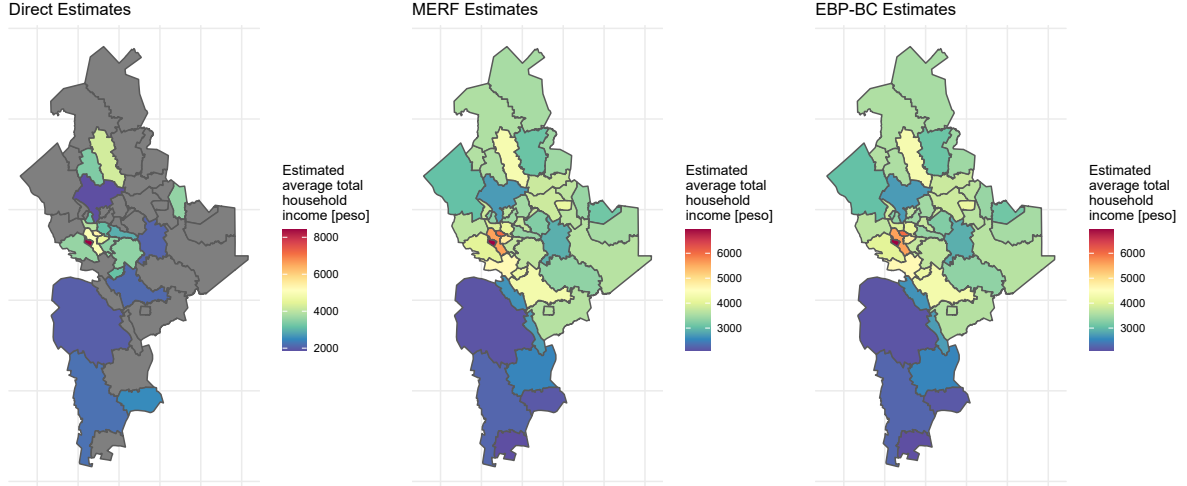 Direct Estimates
MERF Estimates
EBP-BC Estimates
Estimated
average total
household
income [peso]
8000
6000
4000
2000
Estimated
average total
household
income [peso]
6000
5000
4000
3000
Estimated
average total
household
income [peso]
6000
5000
4000
3000